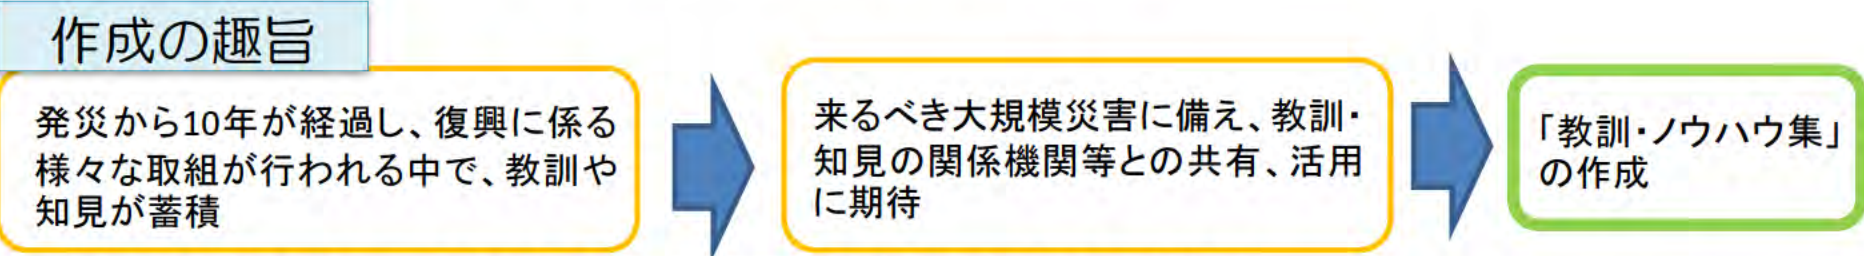 作成の趣旨
発災から10年が経過し、復興に係る
様々な取組が行われる中で、教訓や
知見が蓄積
来るべき大規模災害に備え、教訓・
知見の関係機関等との共有、活用
に期待
「教訓・ノウハウ集」
の作成